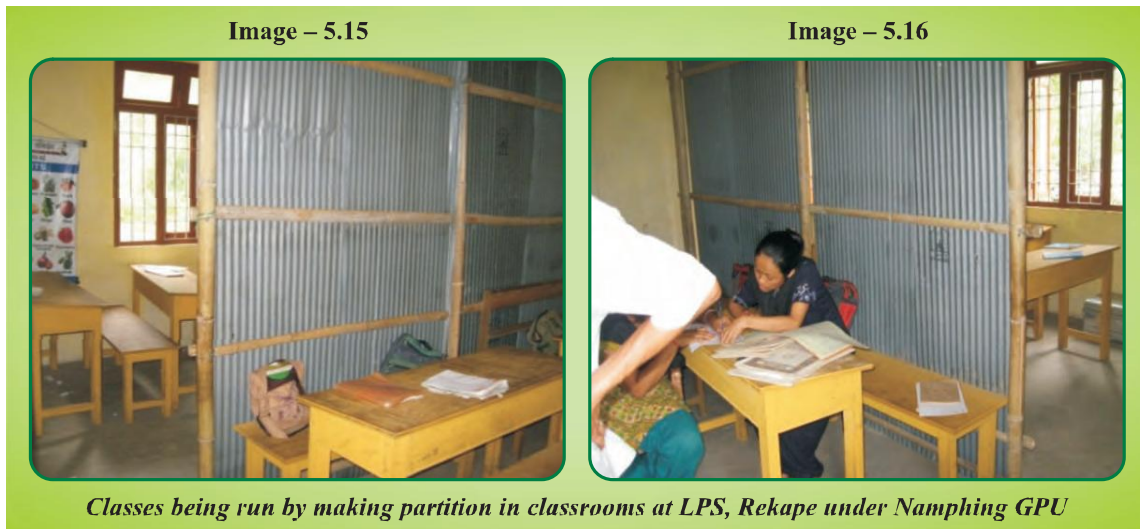 Image – 5.15
Image – 5.16
Classes being run by making partition in classrooms at LPS, Rekape under Namphing GPU